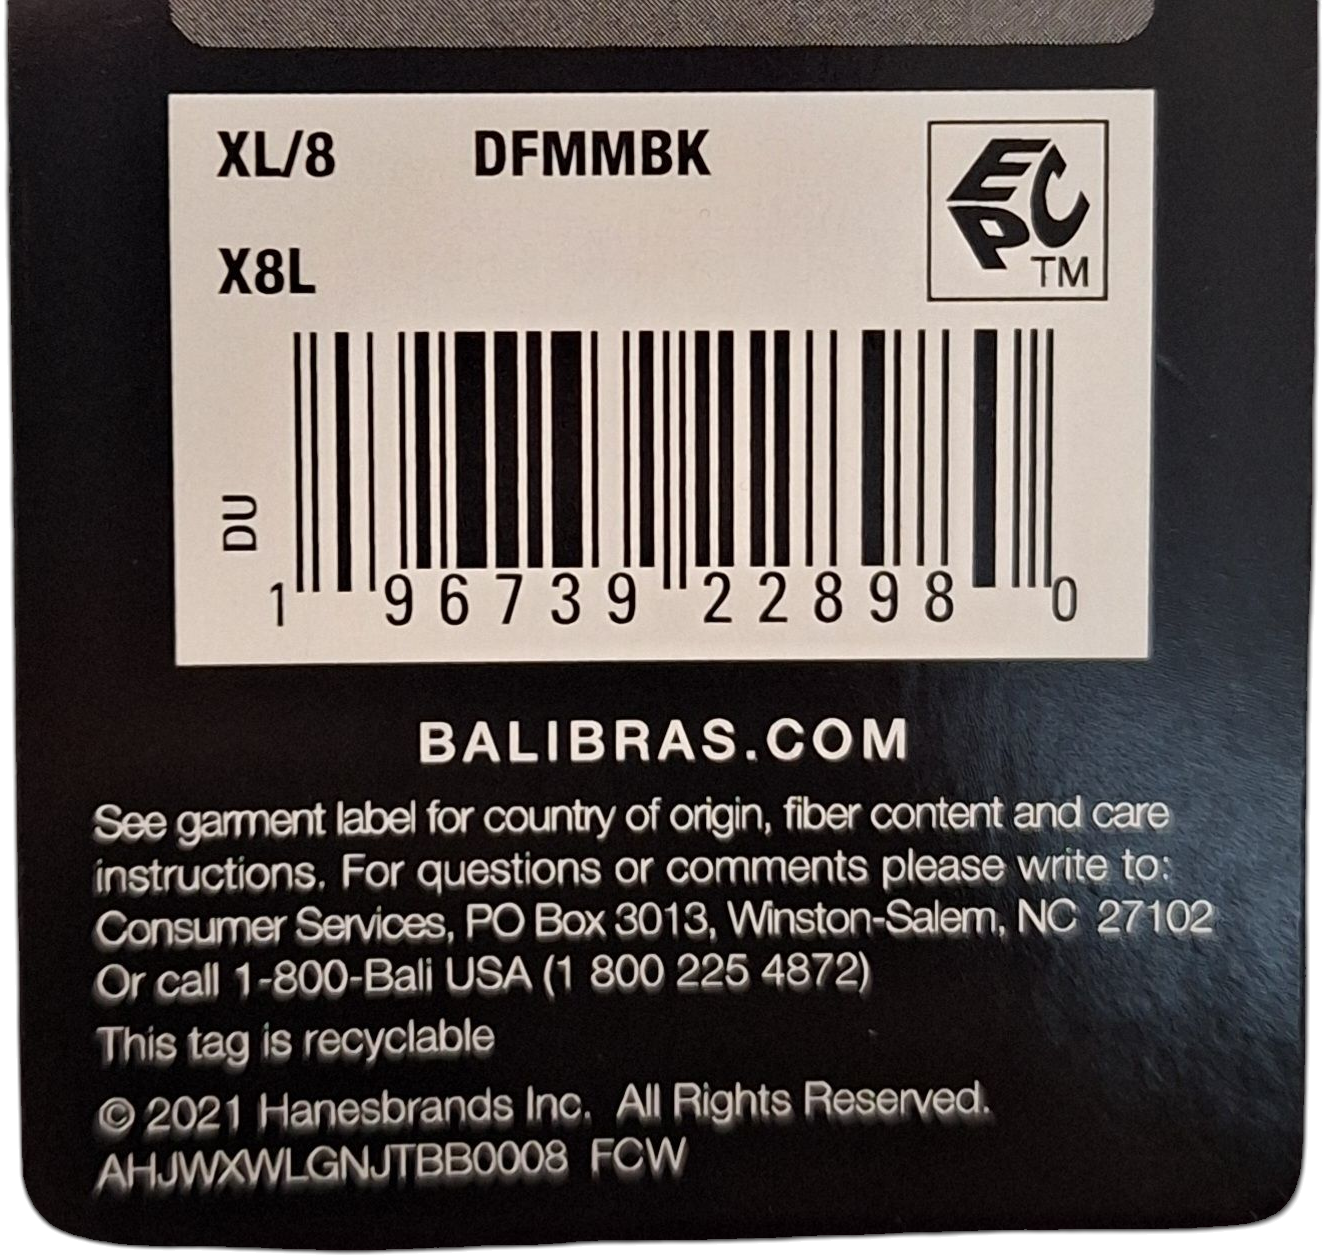 XL/8 DFMMBK
EPC TM
X8L
DU
1 96739 22898 0
BALIBRAS.COM
See garment label for country of origin, fiber content and care
instructions. For questions or comments please write to:
Consumer Services, PO Box 3013, Winston-Salem, NC 27102
Or call 1-800-Bali USA (1 800 225 4872)
This tag is recyclable
© 2021 Hanesbrands Inc. All Rights Reserved.
AHJWXWLGNJTBB0008 FCW